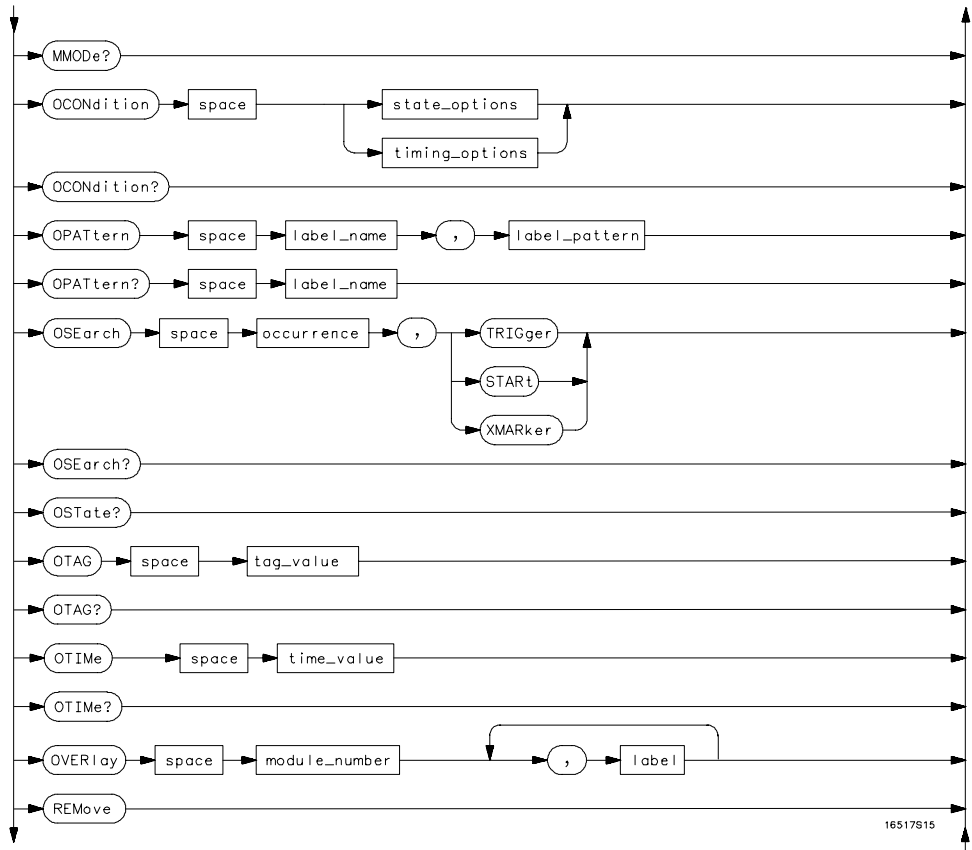 MMODe?
OCONdition space state_options
timing_options
OCONdition?
OPATtern space label_name , label_pattern
OPATtern? space label_name
OSEarch space occurrence , TRIGger
STARt
XMARker
OSEarch?
OSTate?
OTAG space tag_value
OTAG?
OTIMe space time_value
OTIMe?
OVERlay space module_number , label
REMove
16517S15